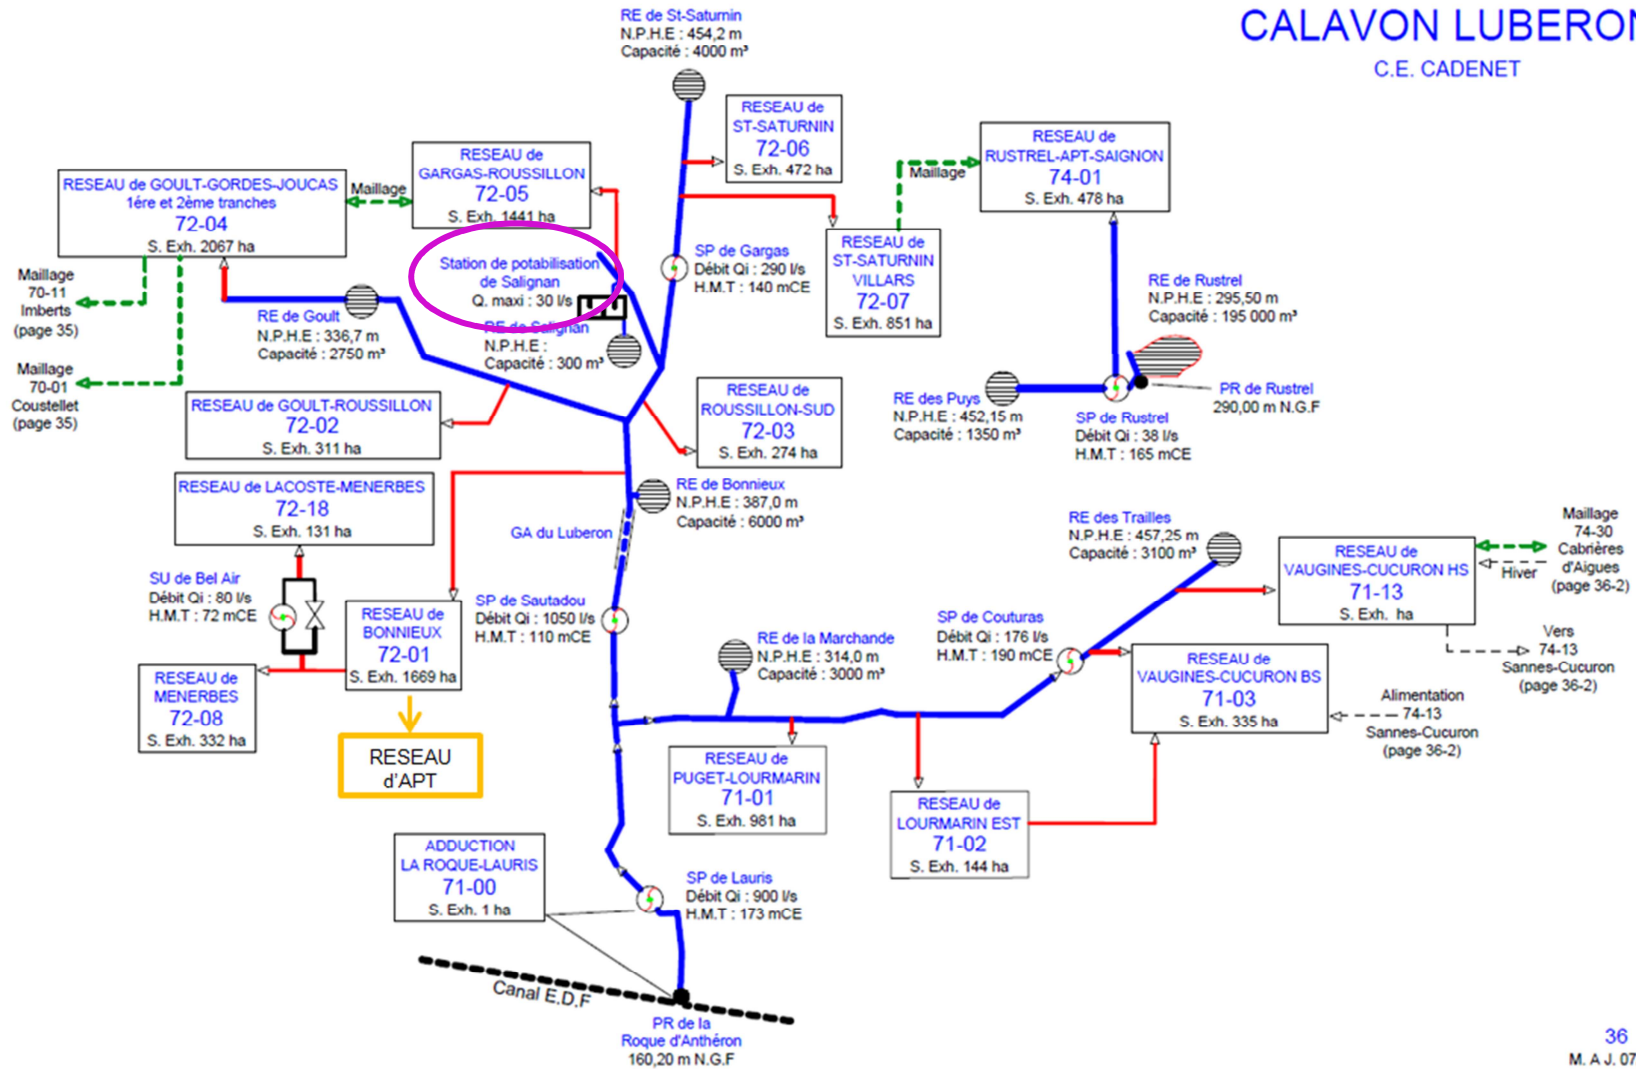 CALAVON LUBERON
C.E. CADENET
RE de St-Saturnin
N.P.H.E : 454,2 m
Capacité : 4000 m³
RESEAU de
ST-SATURNIN
72-06
S. Exh. 472 ha
RESEAU de
RUSTREL-APT-SAIGNON
74-01
S. Exh. 478 ha
Maillage
RESEAU de
GARGAS-ROUSSILLON
72-05
S. Exh. 1441 ha
Maillage
RESEAU de GOULT-GORDES-JOUCAS
1ére et 2ème tranches
72-04
S. Exh. 2067 ha
Station de potabilisation
de Salignan
Q. maxi : 30 l/s
RE de Salignan
N.P.H.E :
Capacité : 300 m³
SP de Gargas
Débit Qi : 290 l/s
H.M.T : 140 mCE
RESEAU de
ST-SATURNIN
VILLARS
72-07
S. Exh. 851 ha
RE de Rustrel
N.P.H.E : 295,50 m
Capacité : 195 000 m³
Maillage
70-11
Imberts
(page 35)
RE de Goult
N.P.H.E : 336,7 m
Capacité : 2750 m³
Maillage
70-01
Coustellet
(page 35)
RESEAU de GOULT-ROUSSILLON
72-02
S. Exh. 311 ha
RESEAU de
ROUSSILLON-SUD
72-03
S. Exh. 274 ha
RE des Puys
N.P.H.E : 452,15 m
Capacité : 1350 m³
PR de Rustrel
290,00 m N.G.F
SP de Rustrel
Débit Qi : 38 l/s
H.M.T : 165 mCE
RESEAU de LACOSTE-MENERBES
72-18
S. Exh. 131 ha
RE de Bonnieux
N.P.H.E : 387,0 m
Capacité : 6000 m³
GA du Luberon
RE des Trailles
N.P.H.E : 457,25 m
Capacité : 3100 m³
RESEAU de
VAUGINES-CUCURON HS
71-13
S. Exh. ha
Maillage
74-30
Cabrières
d'Aigues
(page 36-2)
Hiver
SU de Bel Air
Débit Qi : 80 l/s
H.M.T : 72 mCE
RESEAU de
BONNIEUX
72-01
S. Exh. 1669 ha
SP de Sautadou
Débit Qi : 1050 l/s
H.M.T : 110 mCE
RE de la Marchande
N.P.H.E : 314,0 m
Capacité : 3000 m³
SP de Couturas
Débit Qi : 176 l/s
H.M.T : 190 mCE
Vers
74-13
Sannes-Cucuron
(page 36-2)
RESEAU de
VAUGINES-CUCURON BS
71-03
S. Exh. 335 ha
Alimentation
74-13
Sannes-Cucuron
(page 36-2)
RESEAU de
MENERBES
72-08
S. Exh. 332 ha
RESEAU
d'APT
RESEAU de
PUGET-LOURMARIN
71-01
S. Exh. 981 ha
RESEAU de
LOURMARIN EST
71-02
S. Exh. 144 ha
ADDUCTION
LA ROQUE-LAURIS
71-00
S. Exh. 1 ha
SP de Lauris
Débit Qi : 900 l/s
H.M.T : 173 mCE
Canal E.D.F
PR de la
Roque d'Anthéron
160,20 m N.G.F
36
M. A J. 07